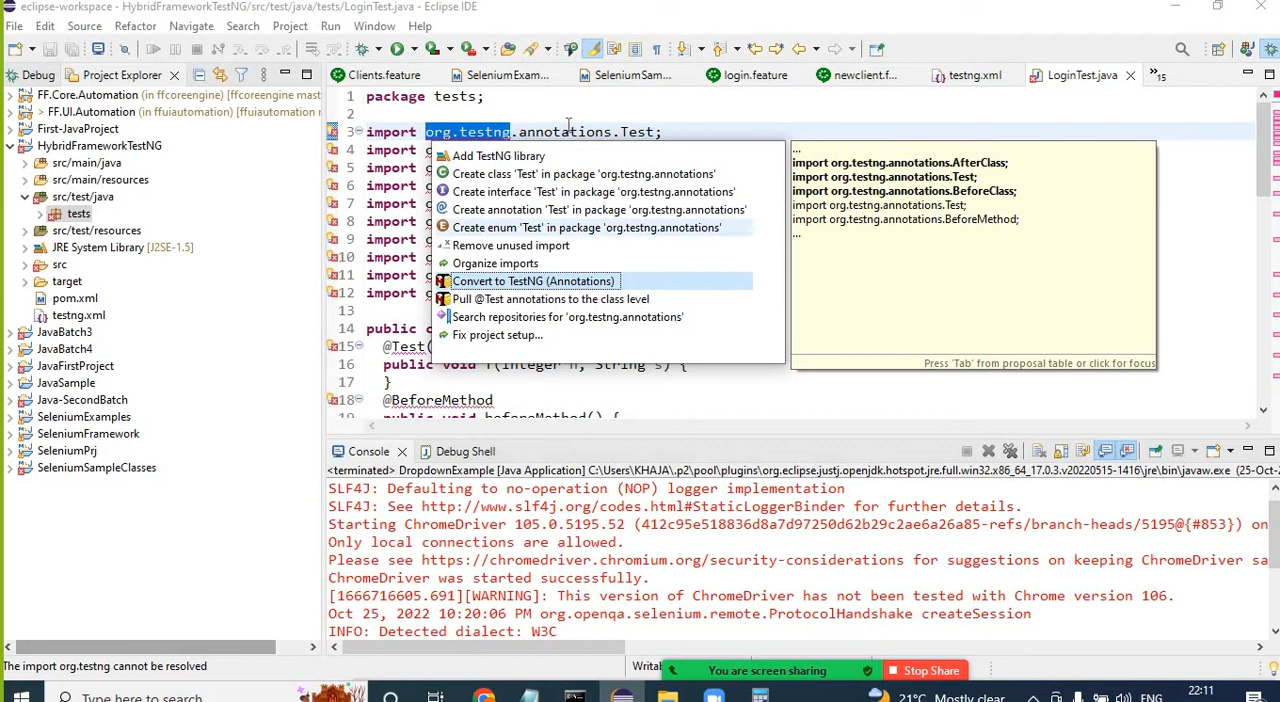 eclipse-workspace - HybridFrameworkTestNG/src/test/java/tests/LoginTest.java - Eclipse IDE
File Edit Source Refactor Navigate Search Project Run Window Help
Debug Project Explorer Clients.feature SeleniumExam... SeleniumSam... login.feature newclient.f... testng.xml LoginTest.java »15
FF.Core.Automation (in ffcoreengine) [ffcoreengine mast
> FF.UI.Automation (in ffuiautomation) [ffuiautomation ma
First-JavaProject
HybridFrameworkTestNG
src/main/java
src/main/resources
src/test/java
tests
src/test/resources
JRE System Library [J2SE-1.5]
src
target
pom.xml
testng.xml
JavaBatch3
JavaBatch4
JavaFirstProject
JavaSample
Java-SecondBatch
SeleniumExamples
SeleniumFramework
SeleniumPrj
SeleniumSampleClasses
1 package tests;
2
3 import org.testng.annotations.Test;
4 import
5 import
6 import
7 import
8 import
9 import
10 import
11 import
12 import
13
14 public
15 @Test(
16 public void f(Integer n, String s) {
17 }
18 @BeforeMethod
19 public void beforeMethod() {
Add TestNG library
Create class 'Test' in package 'org.testng.annotations'
Create interface 'Test' in package 'org.testng.annotations'
Create annotation 'Test' in package 'org.testng.annotations'
Create enum 'Test' in package 'org.testng.annotations'
Remove unused import
Organize imports
Convert to TestNG (Annotations)
Pull @Test annotations to the class level
Search repositories for 'org.testng.annotations'
Fix project setup...
...
import org.testng.annotations.AfterClass;
import org.testng.annotations.Test;
import org.testng.annotations.BeforeClass;
import org.testng.annotations.Test;
import org.testng.annotations.BeforeMethod;
...
Press 'Tab' from proposal table or click for focus
Console Debug Shell
<terminated> DropdownExample [Java Application] C:\Users\KHAJA\.p2\pool\plugins\org.eclipse.justj.openjdk.hotspot.jre.full.win32.x86_64_17.0.3.v20220515-1416\jre\bin\javaw.exe (25-Oct-2
SLF4J: Defaulting to no-operation (NOP) logger implementation
SLF4J: See http://www.slf4j.org/codes.html#StaticLoggerBinder for further details.
Starting ChromeDriver 105.0.5195.52 (412c95e518836d8a7d97250d62b29c2ae6a26a85-refs/branch-heads/5195@{#853}) on
Only local connections are allowed.
Please see https://chromedriver.chromium.org/security-considerations for suggestions on keeping ChromeDriver sa
ChromeDriver was started successfully.
[1666716605.691][WARNING]: This version of ChromeDriver has not been tested with Chrome version 106.
Oct 25, 2022 10:20:06 PM org.openqa.selenium.remote.ProtocolHandshake createSession
INFO: Detected dialect: W3C
The import org.testng cannot be resolved
Writab
You are screen sharing Stop Share
Type here to search 21°C Mostly clear ENG 22:11